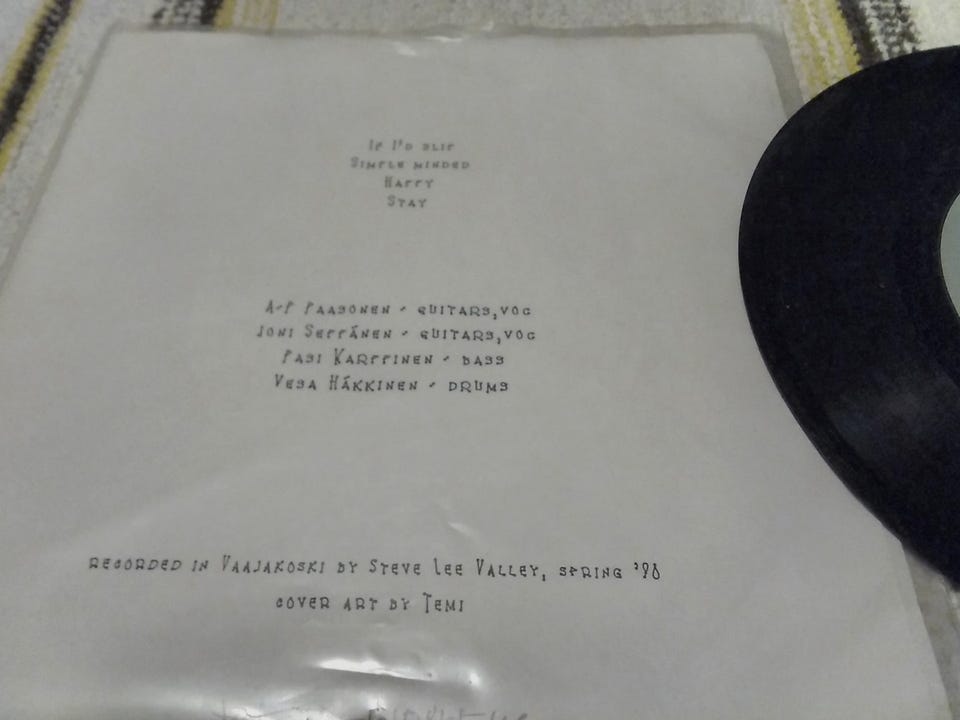 If I'd slip
Simple minded
Happy
Stay
A-P Paasonen - guitars, voc
Joni Seppänen - guitars, voc
Pasi Karppinen - bass
Vesa Häkkinen - drums
recorded in Vaajakoski by Steve Lee Valley, spring '98
cover art by Temi